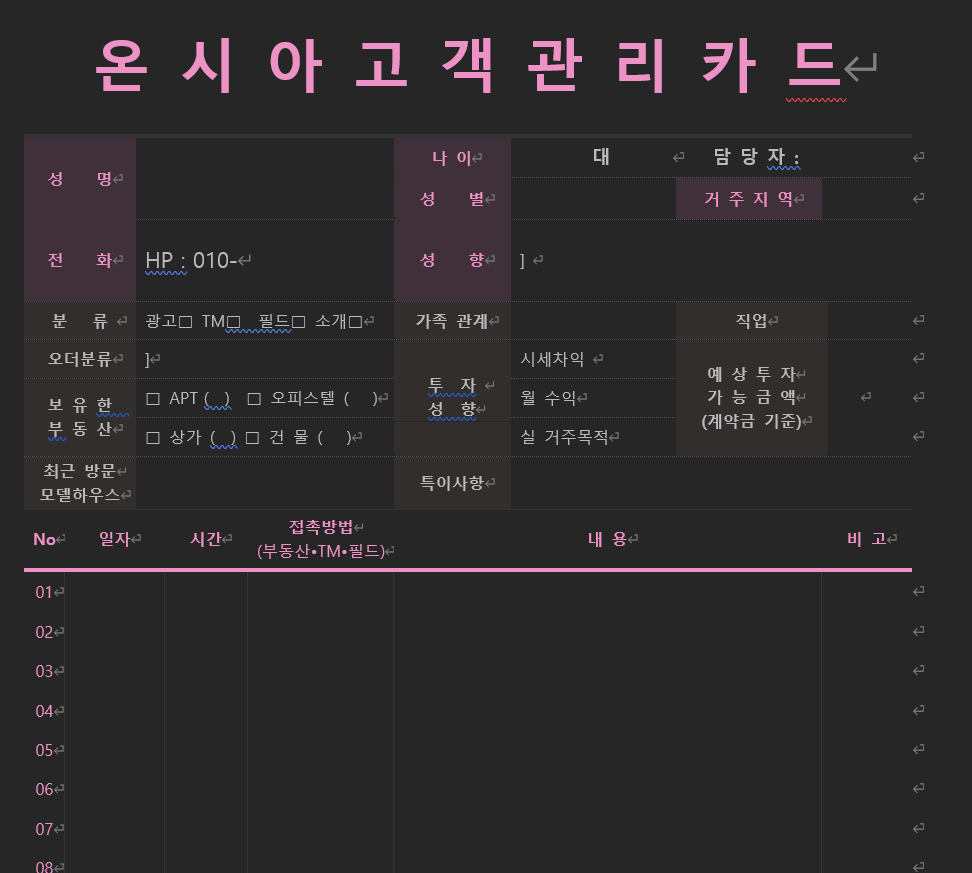 온 시 아 고 객 관 리 카 드
성 명
나 이
대
담 당 자 :
성 별
거 주 지 역
전 화
HP : 010-
성 향
]
분 류
광고□ TM□ 필드□ 소개□
가족 관계
직업
오더분류
]
투 자
성 향
시세차익
예 상 투 자
가 능 금 액
(계약금 기준)
보 유 한
부 동 산
□ APT ( ) □ 오피스텔 ( )
월 수익
□ 상가 ( ) □ 건 물 ( )
실 거주목적
최근 방문
모델하우스
특이사항
No
일자
시간
접촉방법
(부동산•TM•필드)
내 용
비 고
01
02
03
04
05
06
07
08